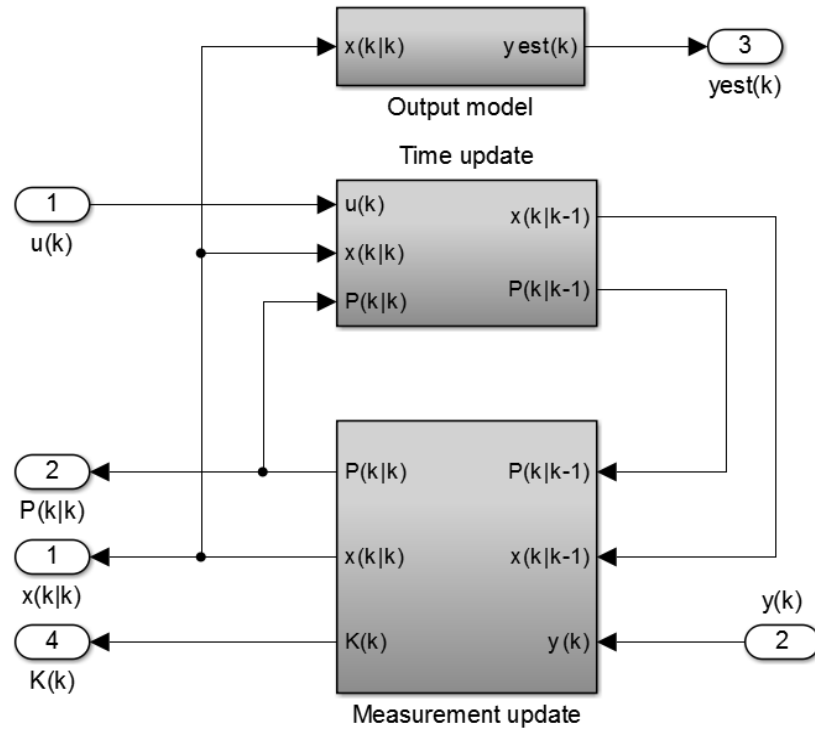 x(k|k)
yest(k)
3
yest(k)
Output model
Time update
1
u(k)
u(k)
x(k|k)
P(k|k)
x(k|k-1)
P(k|k-1)
2
P(k|k)
P(k|k)
P(k|k-1)
1
x(k|k)
x(k|k)
x(k|k-1)
y(k)
4
K(k)
K(k)
y(k)
2
Measurement update